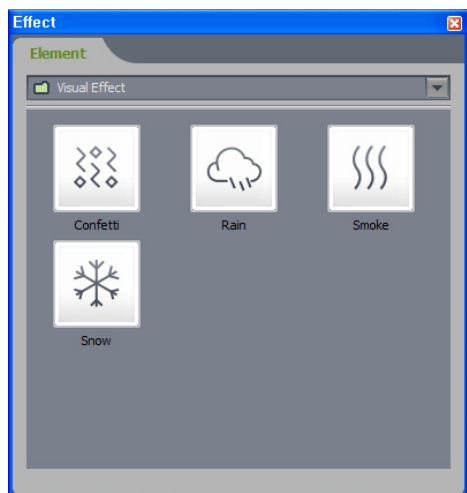 Effect
Element
Visual Effect
Confetti Rain Smoke
Snow